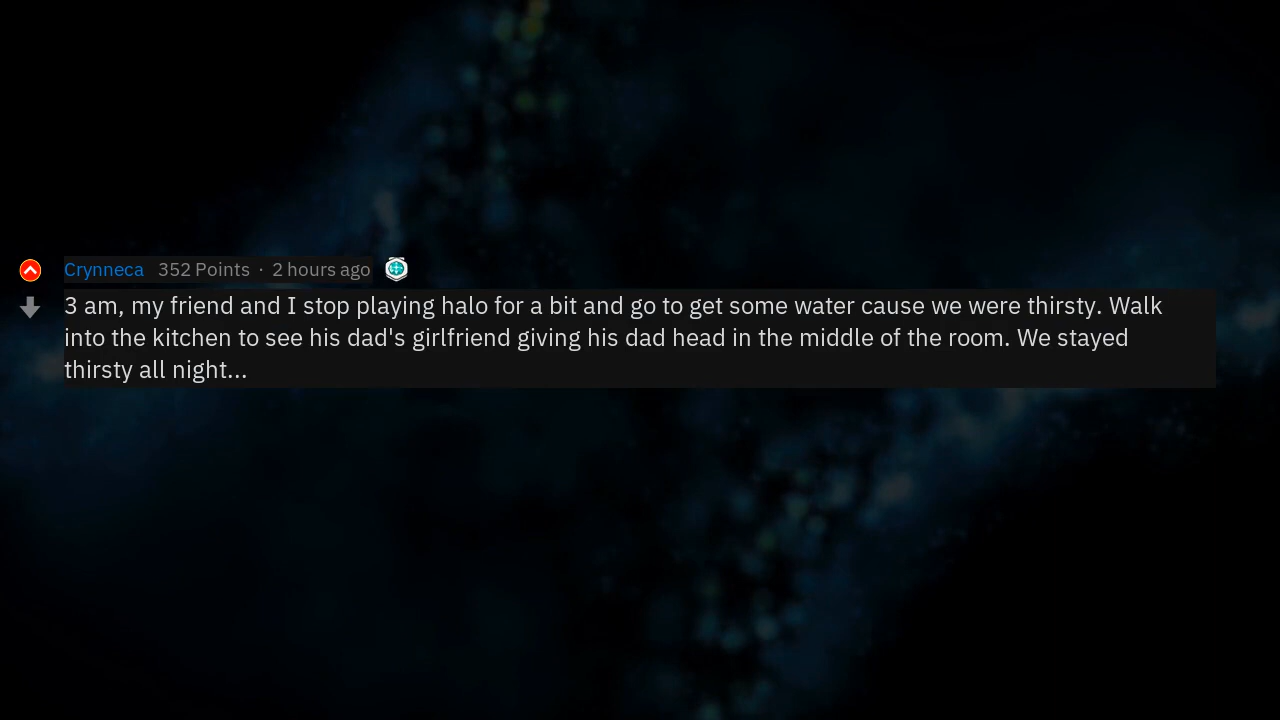 Crynneca 352 Points · 2 hours ago
3 am, my friend and I stop playing halo for a bit and go to get some water cause we were thirsty. Walk
into the kitchen to see his dad's girlfriend giving his dad head in the middle of the room. We stayed
thirsty all night...